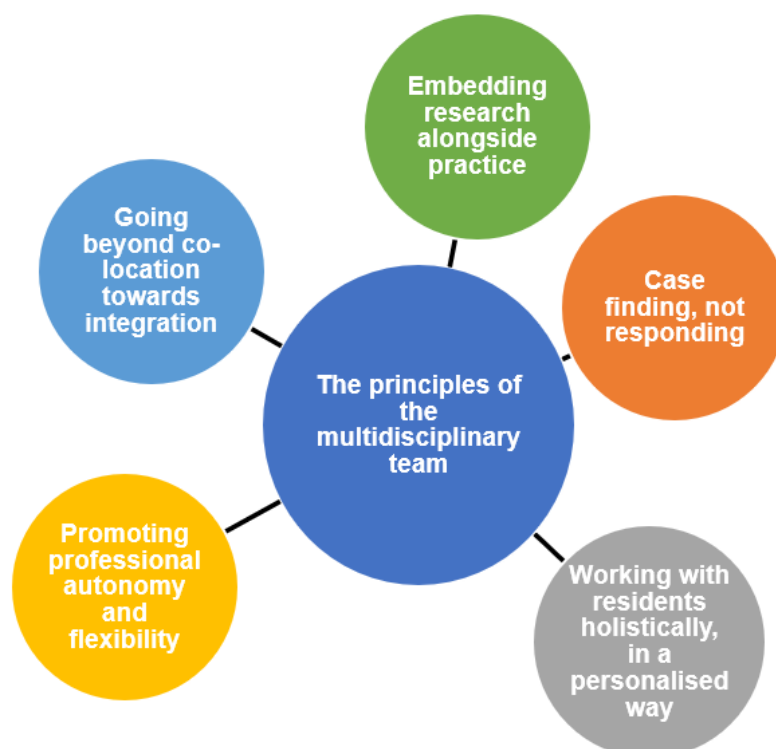 Embedding
research
alongside
practice
Going
beyond co-
location
towards
integration
Case
finding, not
responding
The principles of
the
multidisciplinary
team
Promoting
professional
autonomy
and
flexibility
Working with
residents
holistically,
in a
personalised
way